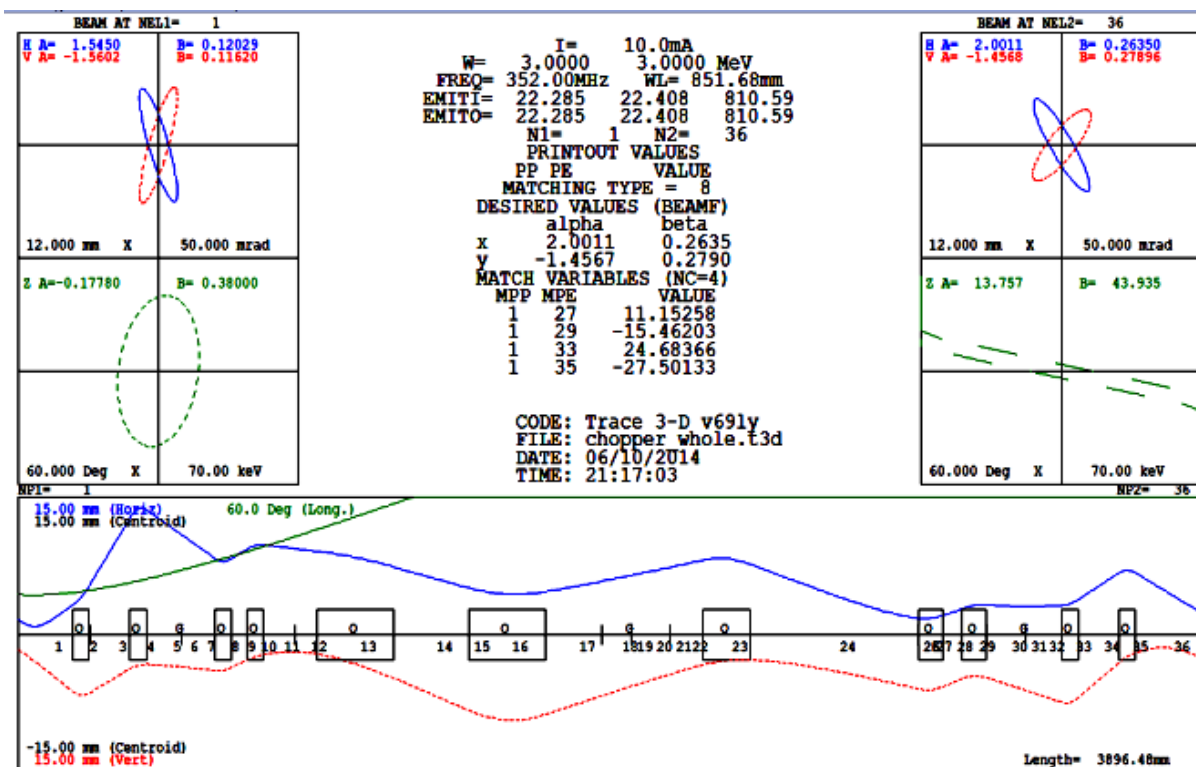 BEAM AT NEL1= 1
H A= 1.5450 B= 0.12029
V A= -1.5602 B= 0.11620
12.000 mm X 50.000 mrad
Z A=-0.17780 B= 0.38000
60.000 Deg X 70.00 keV
NP1= 1
I= 10.0mA
W= 3.0000 3.0000 MeV
FREQ= 352.00MHz WL= 851.68mm
EMITI= 22.285 22.408 810.59
EMITO= 22.285 22.408 810.59
N1= 1 N2= 36
PRINTOUT VALUES
PP PE VALUE
MATCHING TYPE = 8
DESIRED VALUES (BEAMF)
alpha beta
x 2.0011 0.2635
y -1.4567 0.2790
MATCH VARIABLES (NC=4)
MPP MPE VALUE
1 27 11.15258
1 29 -15.46203
1 33 24.68366
1 35 -27.50133
CODE: Trace 3-D v69ly
FILE: chopper whole.t3d
DATE: 06/10/2014
TIME: 21:17:03
BEAM AT NEL2= 36
H A= 2.0011 B= 0.26350
V A= -1.4568 B= 0.27896
12.000 mm X 50.000 mrad
Z A= 13.757 B= 43.935
60.000 Deg X 70.00 keV
NP2= 36
15.00 mm (Horiz) 60.0 Deg (Long.)
15.00 mm (Centroid)
Q Q G Q Q Q Q G Q Q Q G Q Q
1 2 3 4 5 6 7 8 9 10 11 12 13 14 15 16 17 18 19 20 21 22 23 24 26 27 28 29 30 31 32 33 34 35 36
-15.00 mm (Centroid)
15.00 mm (Vert)
Length= 3896.48mm